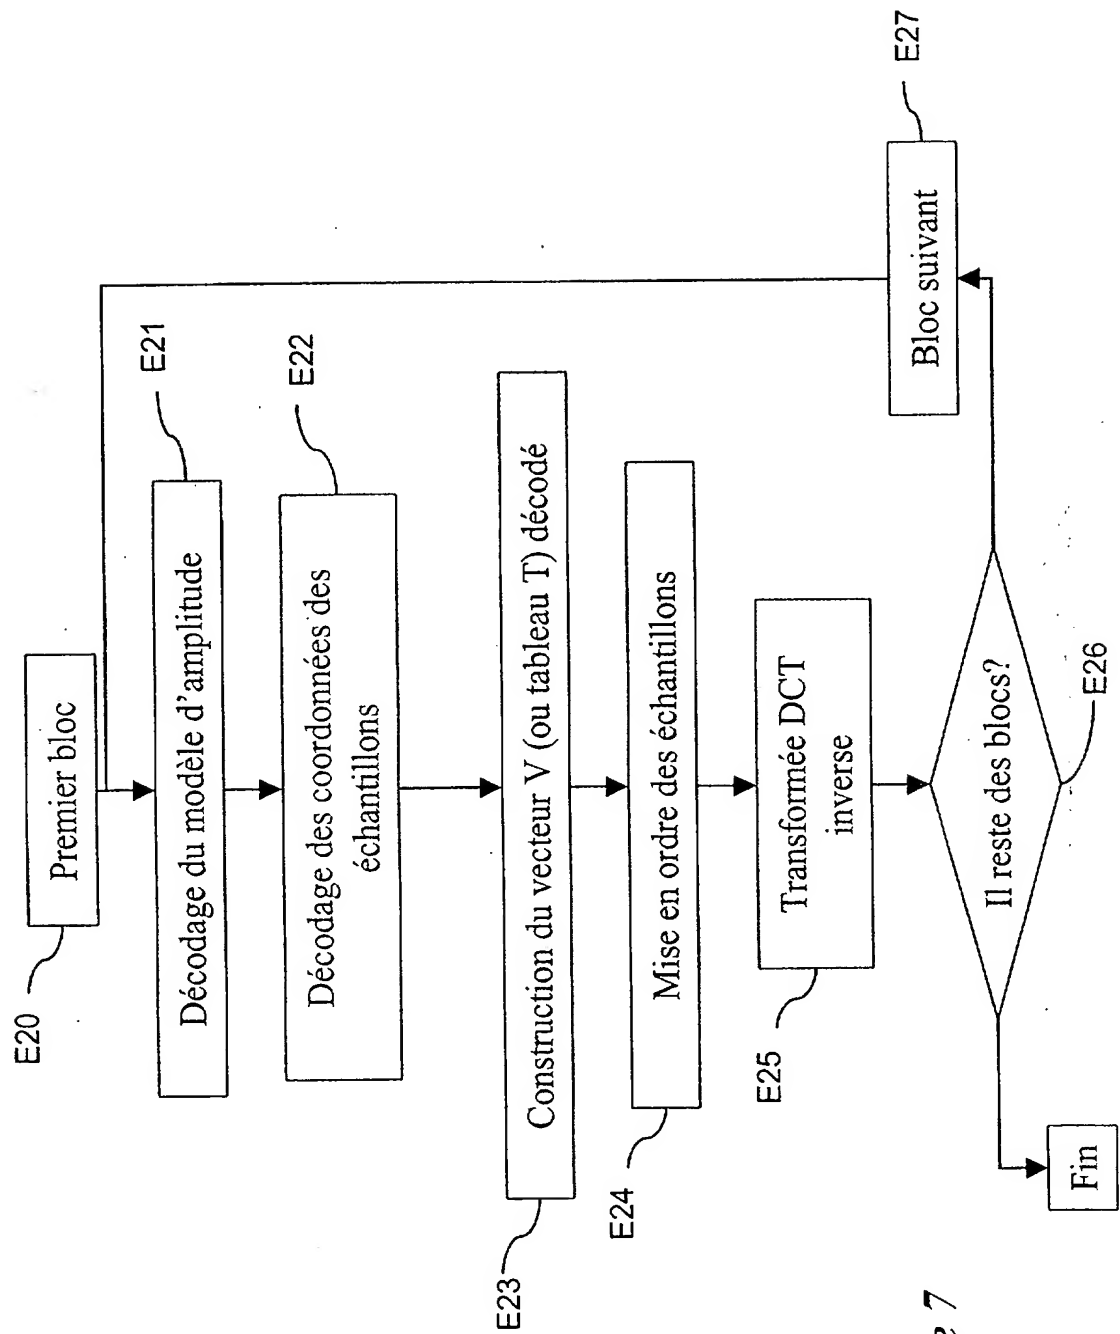 Premier bloc
E20
Décodage du modèle d'amplitude
E21
Décodage des coordonnées des
échantillons
E22
Construction du vecteur V (ou tableau T) décodé
E23
Mise en ordre des échantillons
E24
Transformée DCT
inverse
E25
Il reste des blocs?
E26
Bloc suivant
E27
Fin
7